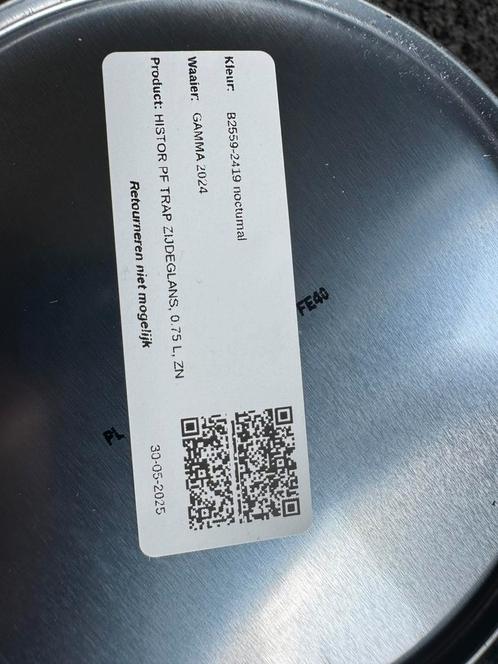 Kleur: B2559-2419 nocturnal
Waaier: GAMMA 2024
Product: HISTOR PF TRAP ZIJDEGLANS, 0.75 L, ZN
Retourneren niet mogelijk
30-05-2025
FE40